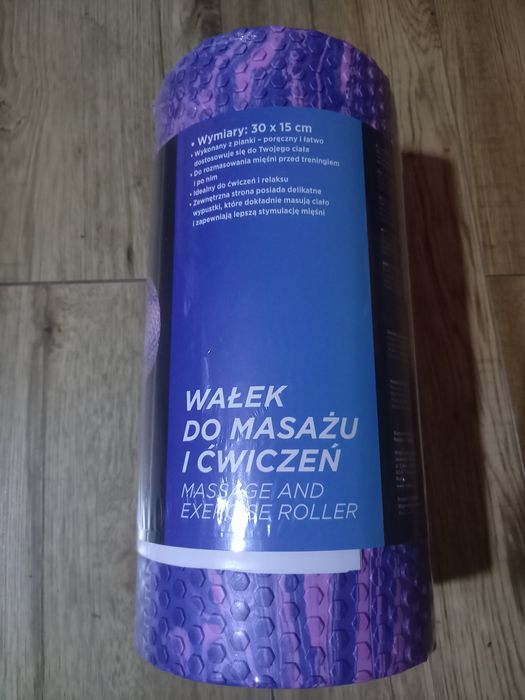 • Wymiary: 30 x 15 cm
• Wykonany z pianki – poręczny i łatwo
dostosowuje się do Twojego ciała
• Do rozmasowania mięśni przed treningiem
i po nim
• Idealny do ćwiczeń i relaksu
• Zewnętrzna strona posiada delikatne
wypustki, które dokładnie masują ciało
i zapewniają lepszą stymulację mięśni
WAŁEK
DO MASAŻU
I ĆWICZEŃ
MASSAGE AND
EXERCISE ROLLER